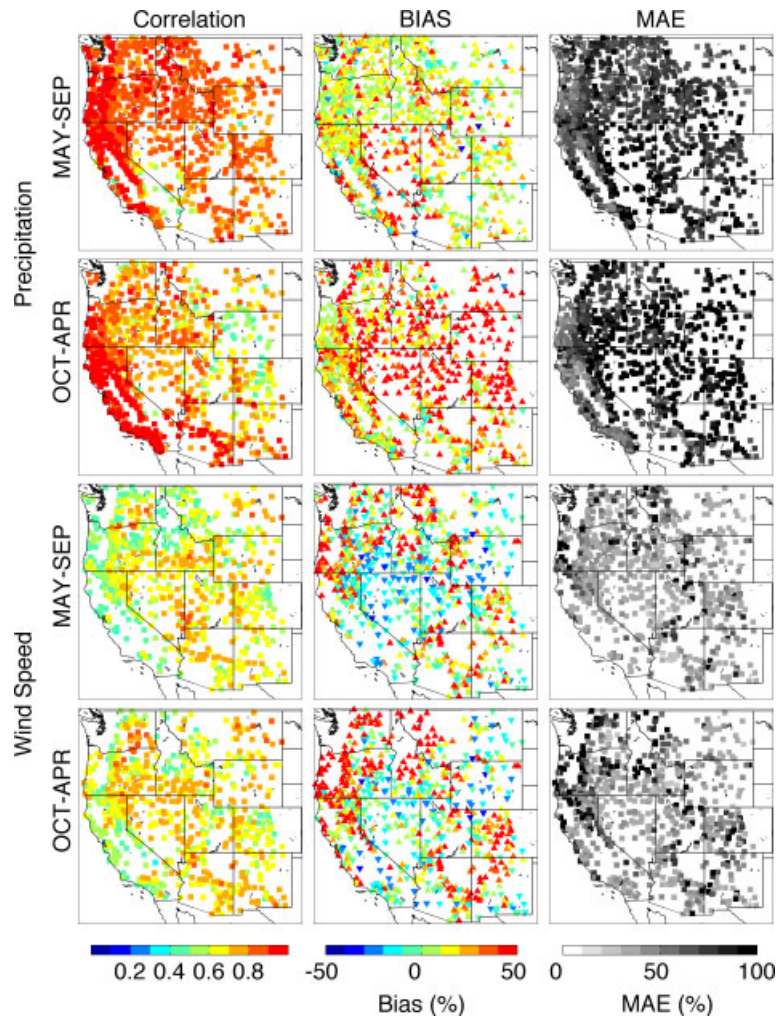 Correlation BIAS MAE
Precipitation
MAY-SEP
OCT-APR
Wind Speed
MAY-SEP
OCT-APR
0.2 0.4 0.6 0.8
-50 0 50
0 50 100
Bias (%) MAE (%)